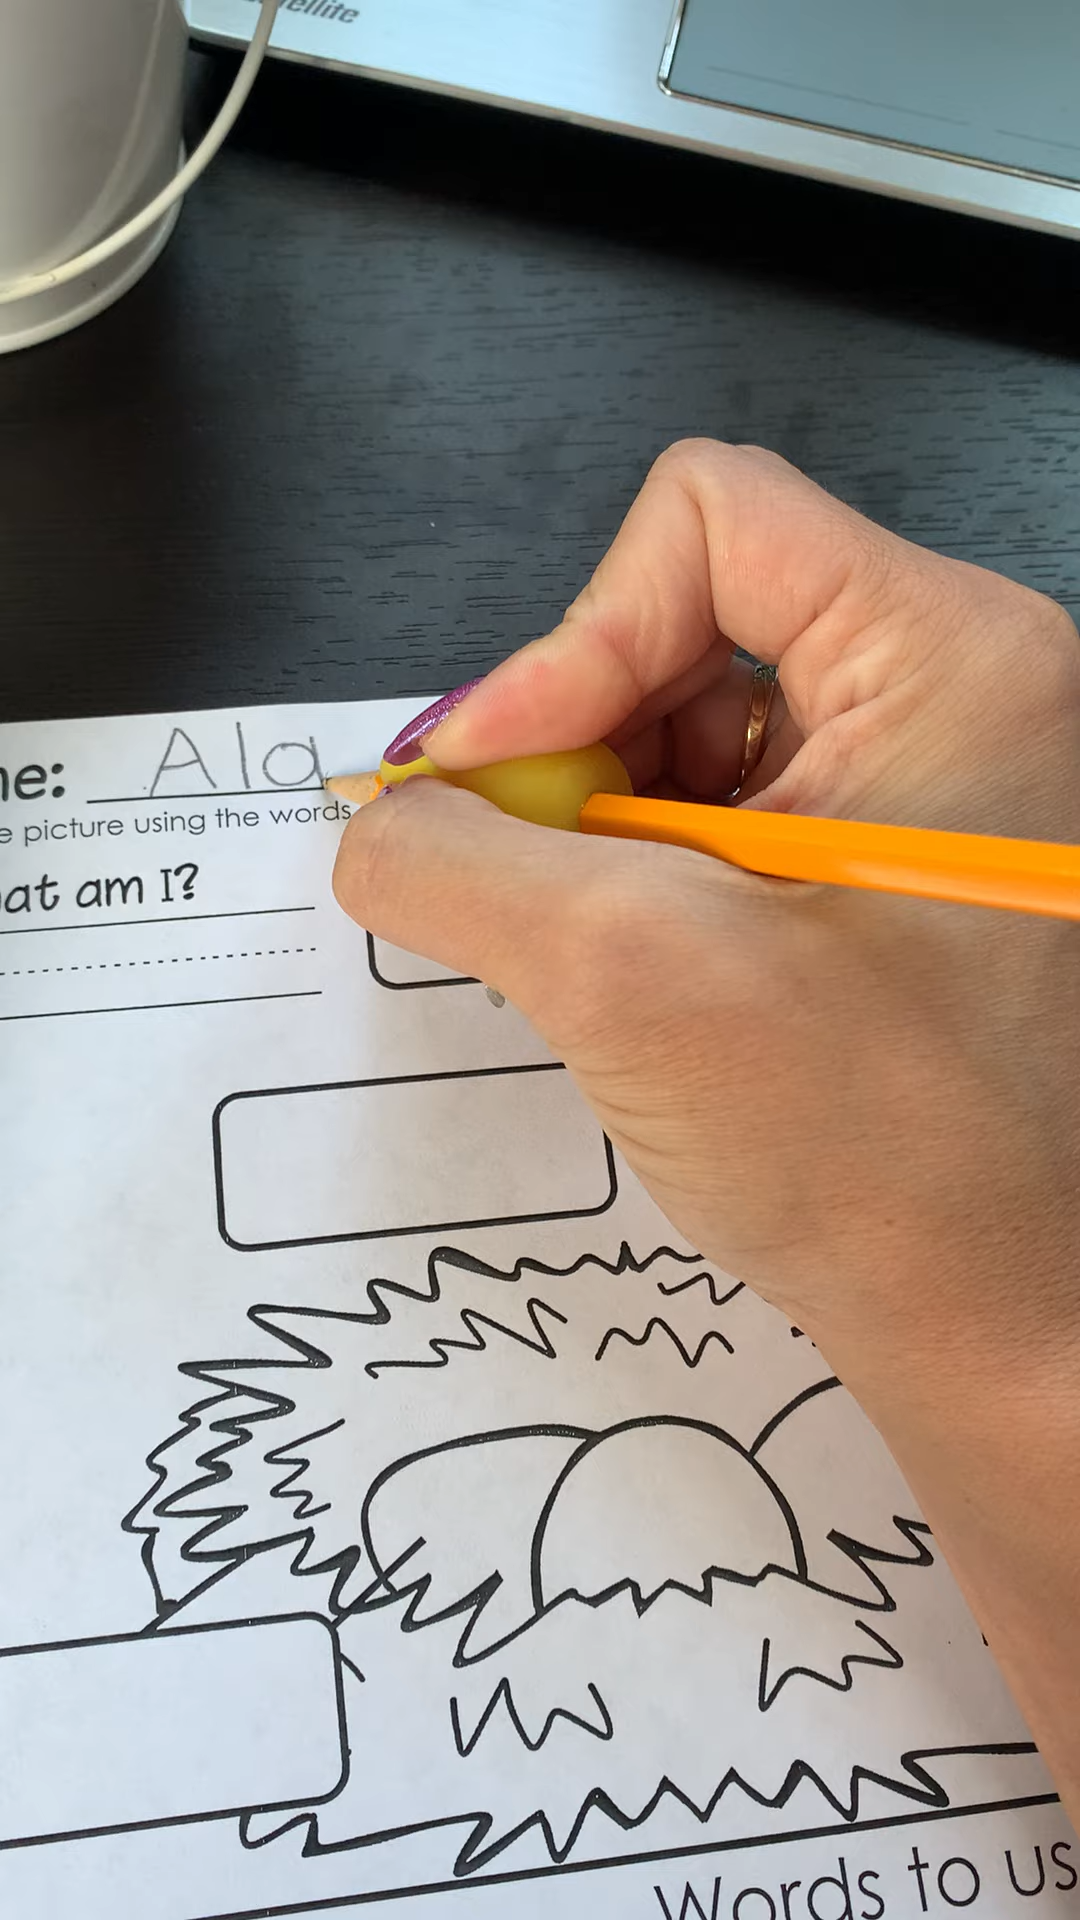 ellite
ne: Ala
e picture using the words
at am I?
Words to us